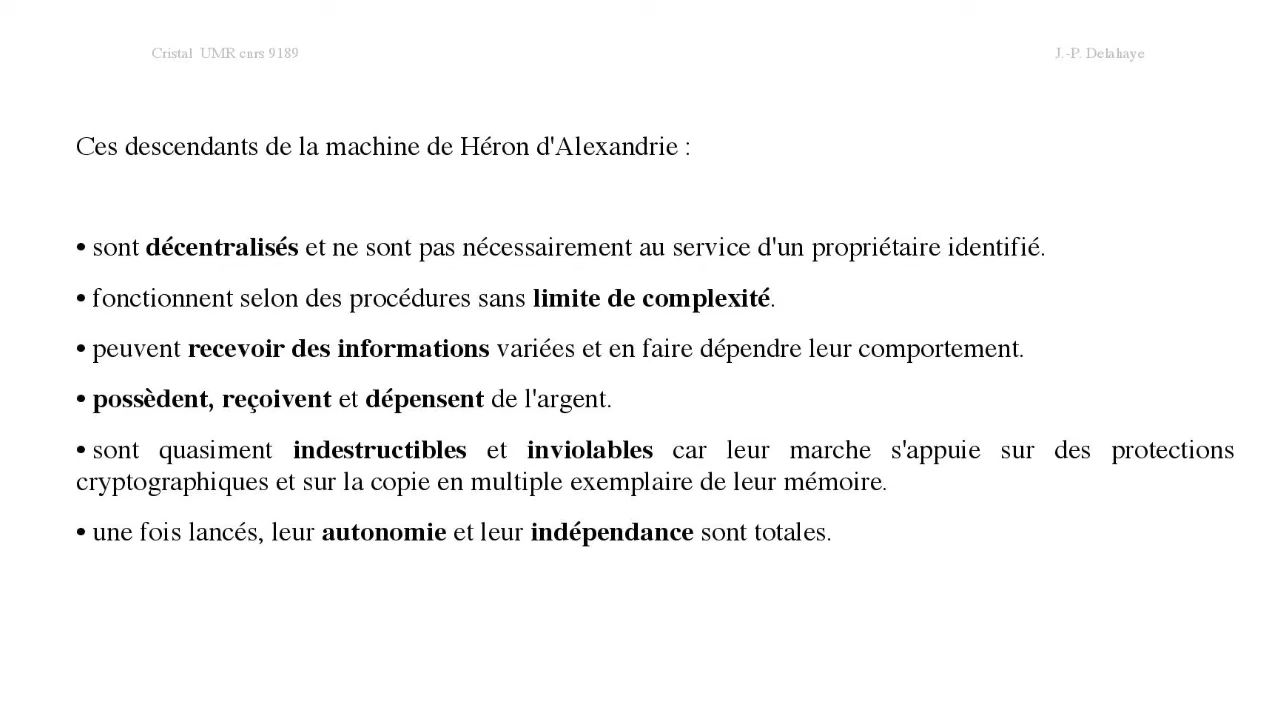 Cristal UMR cnrs 9189 J.-P. Delahaye
Ces descendants de la machine de Héron d'Alexandrie :
• sont décentralisés et ne sont pas nécessairement au service d'un propriétaire identifié.
• fonctionnent selon des procédures sans limite de complexité.
• peuvent recevoir des informations variées et en faire dépendre leur comportement.
• possèdent, reçoivent et dépensent de l'argent.
• sont quasiment indestructibles et inviolables car leur marche s'appuie sur des protections
cryptographiques et sur la copie en multiple exemplaire de leur mémoire.
• une fois lancés, leur autonomie et leur indépendance sont totales.